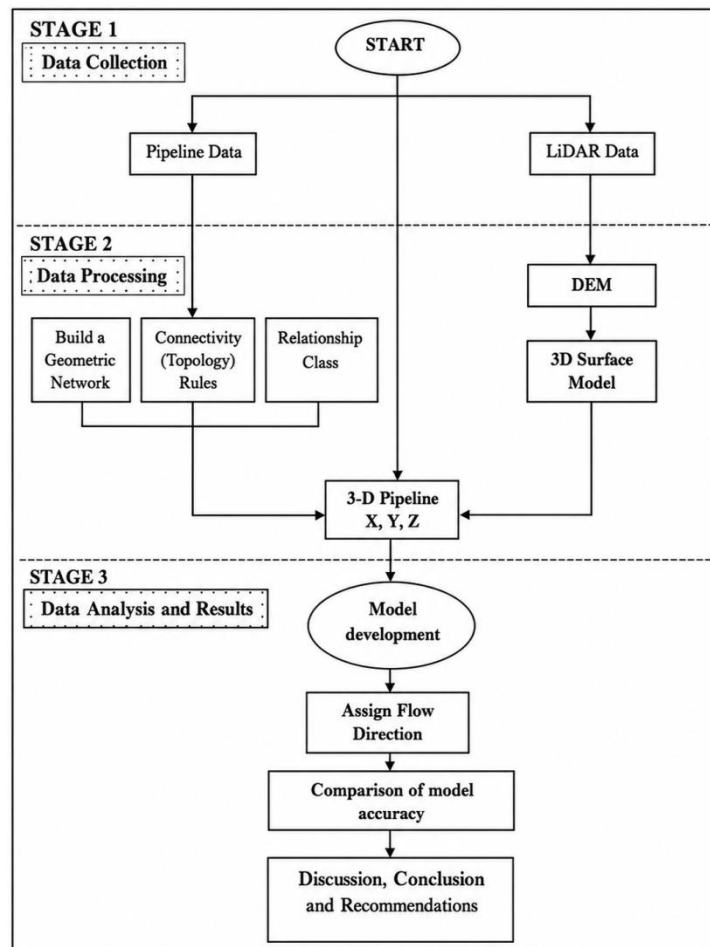 STAGE 1
Data Collection
START
Pipeline Data
LiDAR Data
STAGE 2
Data Processing
DEM
Build a
Geometric
Network
Connectivity
(Topology)
Rules
Relationship
Class
3D Surface
Model
3-D Pipeline
X, Y, Z
STAGE 3
Data Analysis and Results
Model
development
Assign Flow
Direction
Comparison of model
accuracy
Discussion, Conclusion
and Recommendations